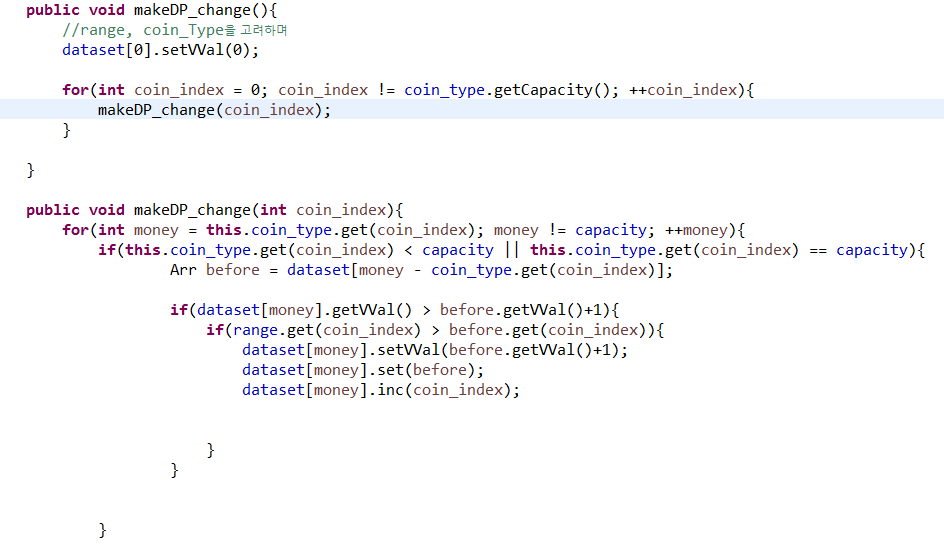 public void makeDP_change(){
//range, coin_Type을 고려하며
dataset[0].setVVal(0);
for(int coin_index = 0; coin_index != coin_type.getCapacity(); ++coin_index){
makeDP_change(coin_index);
}
}
public void makeDP_change(int coin_index){
for(int money = this.coin_type.get(coin_index); money != capacity; ++money){
if(this.coin_type.get(coin_index) < capacity || this.coin_type.get(coin_index) == capacity){
Arr before = dataset[money - coin_type.get(coin_index)];
if(dataset[money].getVVal() > before.getVVal()+1){
if(range.get(coin_index) > before.get(coin_index)){
dataset[money].setVVal(before.getVVal()+1);
dataset[money].set(before);
dataset[money].inc(coin_index);
}
}
}